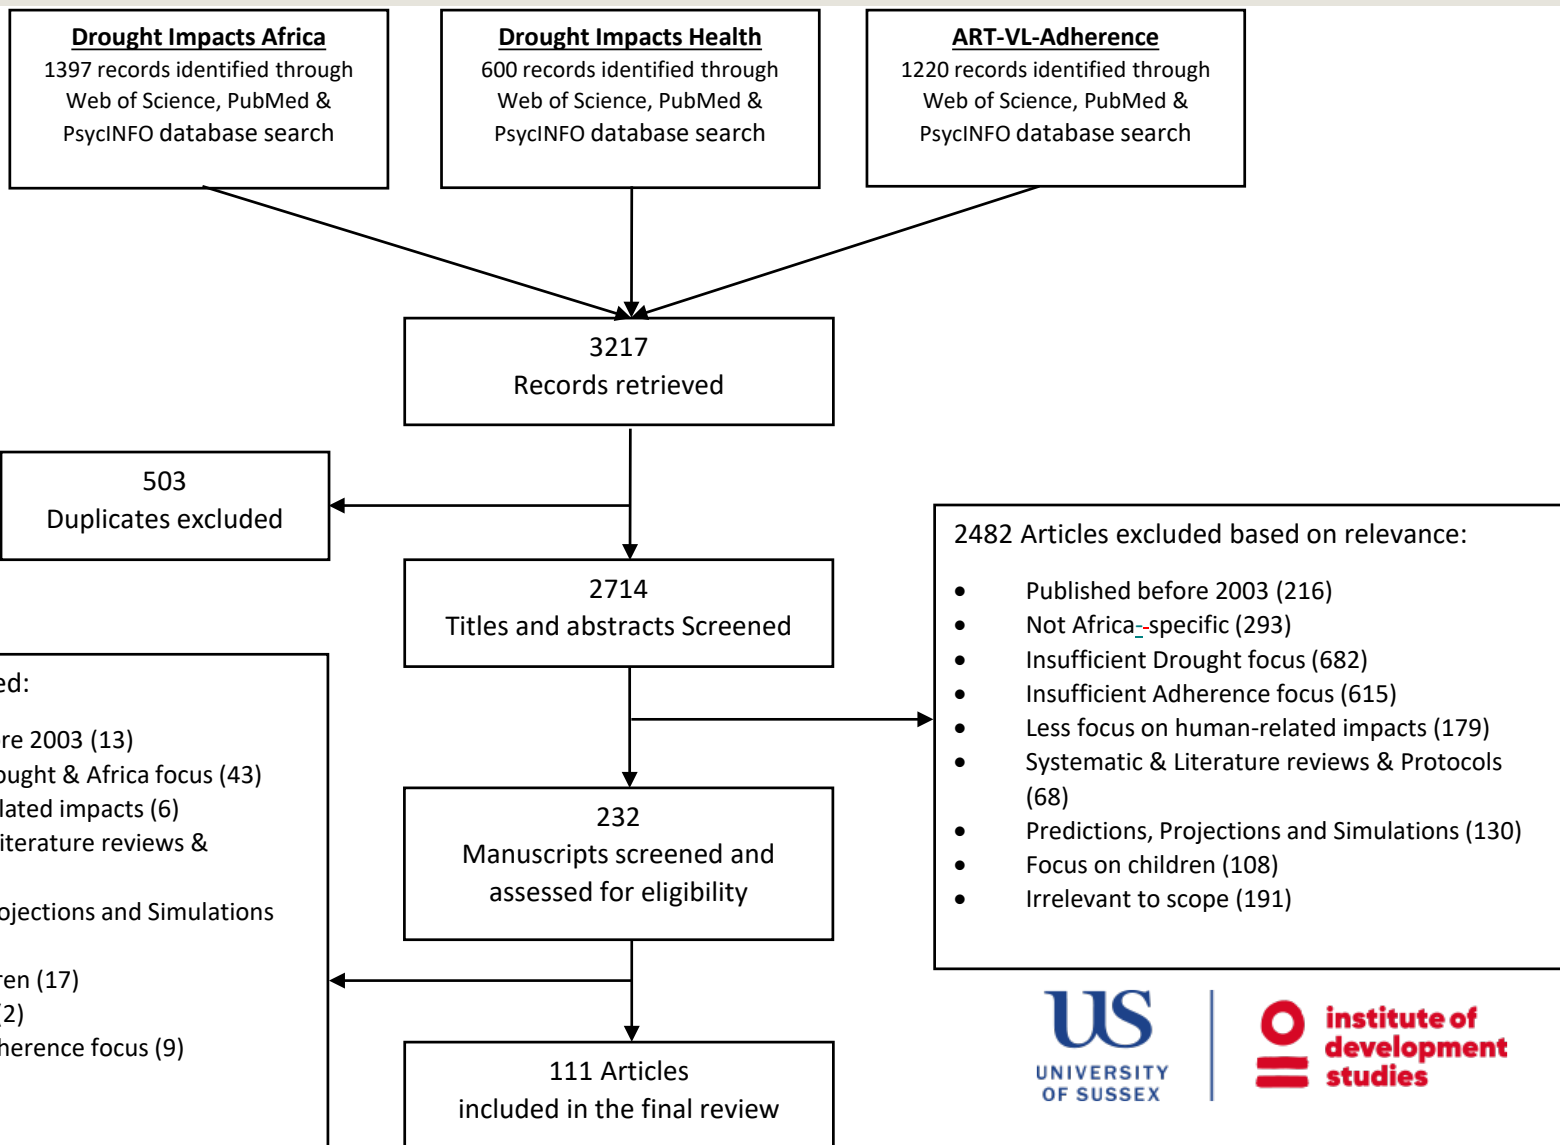 Drought Impacts Africa
1397 records identified through
Web of Science, PubMed &
PsycINFO database search
Drought Impacts Health
600 records identified through
Web of Science, PubMed &
PsycINFO database search
ART-VL-Adherence
1220 records identified through
Web of Science, PubMed &
PsycINFO database search
3217
Records retrieved
503
Duplicates excluded
2714
Titles and abstracts Screened
2482 Articles excluded based on relevance:
• Published before 2003 (216)
• Not Africa--specific (293)
• Insufficient Drought focus (682)
• Insufficient Adherence focus (615)
• Less focus on human-related impacts (179)
• Systematic & Literature reviews & Protocols
(68)
• Predictions, Projections and Simulations (130)
• Focus on children (108)
• Irrelevant to scope (191)
232
Manuscripts screened and
assessed for eligibility
ed:
re 2003 (13)
ought & Africa focus (43)
lated impacts (6)
iterature reviews &
ojections and Simulations
ren (17)
(2)
herence focus (9)
111 Articles
included in the final review
US
UNIVERSITY
OF SUSSEX
institute of
development
studies